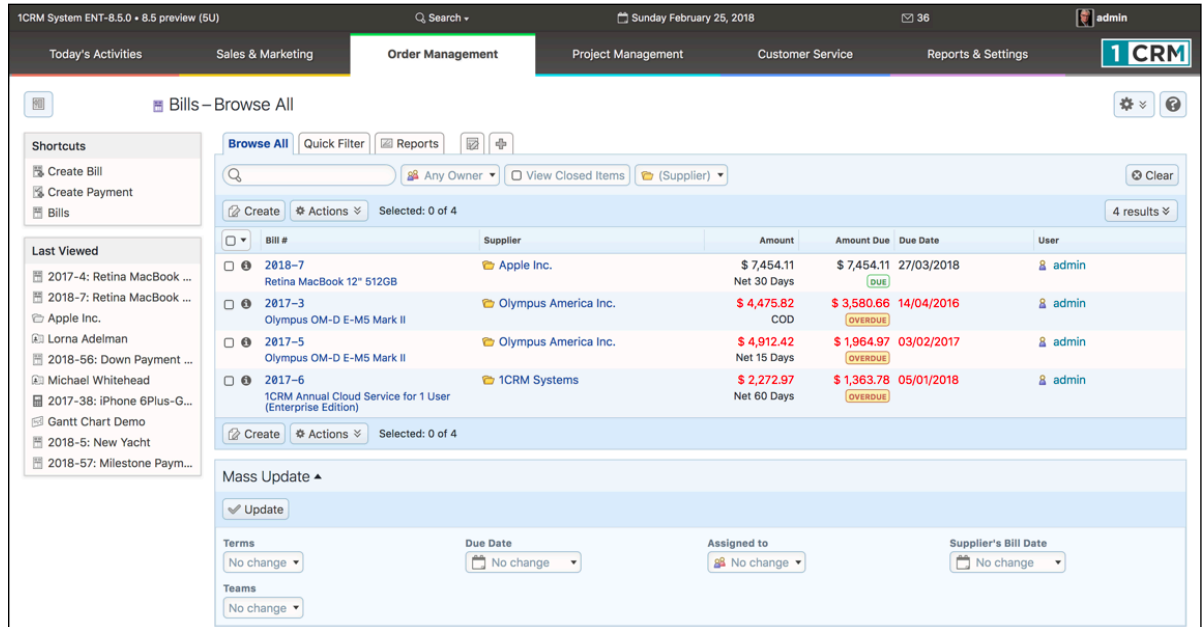 1CRM System ENT-8.5.0 • 8.5 preview (5U)
Search
Sunday February 25, 2018
36
admin
Today's Activities
Sales & Marketing
Order Management
Project Management
Customer Service
Reports & Settings
1 CRM
Bills – Browse All
Shortcuts
Create Bill
Create Payment
Bills
Last Viewed
2017-4: Retina MacBook ...
2018-7: Retina MacBook ...
Apple Inc.
Lorna Adelman
2018-56: Down Payment ...
Michael Whitehead
2017-38: iPhone 6Plus-G...
Gantt Chart Demo
2018-5: New Yacht
2018-57: Milestone Paym...
Browse All Quick Filter Reports
Any Owner View Closed Items (Supplier) Clear
Create Actions Selected: 0 of 4 4 results
Bill # Supplier Amount Amount Due Due Date User
2018-7 Apple Inc. $ 7,454.11 $ 7,454.11 27/03/2018 admin
Retina MacBook 12" 512GB Net 30 Days DUE
2017-3 Olympus America Inc. $ 4,475.82 $ 3,580.66 14/04/2016 admin
Olympus OM-D E-M5 Mark II COD OVERDUE
2017-5 Olympus America Inc. $ 4,912.42 $ 1,964.97 03/02/2017 admin
Olympus OM-D E-M5 Mark II Net 15 Days OVERDUE
2017-6 1CRM Systems $ 2,272.97 $ 1,363.78 05/01/2018 admin
1CRM Annual Cloud Service for 1 User Net 60 Days OVERDUE
(Enterprise Edition)
Create Actions Selected: 0 of 4
Mass Update
Update
Terms Due Date Assigned to Supplier's Bill Date
No change No change No change No change
Teams
No change